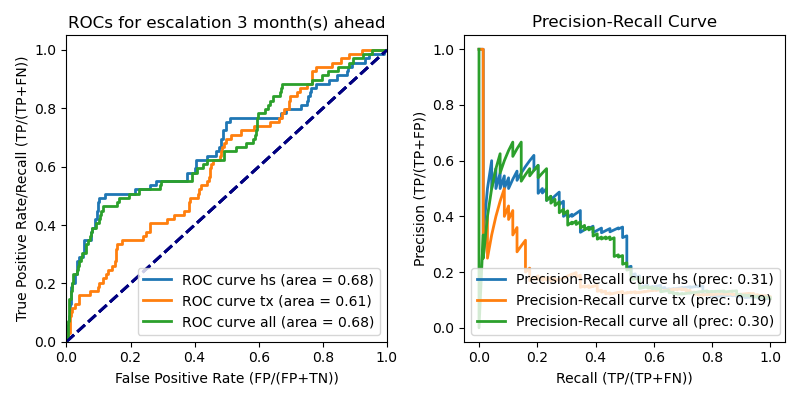 ROCs for escalation 3 month(s) ahead
True Positive Rate/Recall (TP/(TP+FN))
1.0
0.8
0.6
0.4
0.2
0.0
ROC curve hs (area = 0.68)
ROC curve tx (area = 0.61)
ROC curve all (area = 0.68)
0.0 0.2 0.4 0.6 0.8 1.0
False Positive Rate (FP/(FP+TN))
Precision-Recall Curve
Precision (TP/(TP+FP))
1.0
0.8
0.6
0.4
0.2
0.0
Precision-Recall curve hs (prec: 0.31)
Precision-Recall curve tx (prec: 0.19)
Precision-Recall curve all (prec: 0.30)
0.0 0.2 0.4 0.6 0.8 1.0
Recall (TP/(TP+FN))